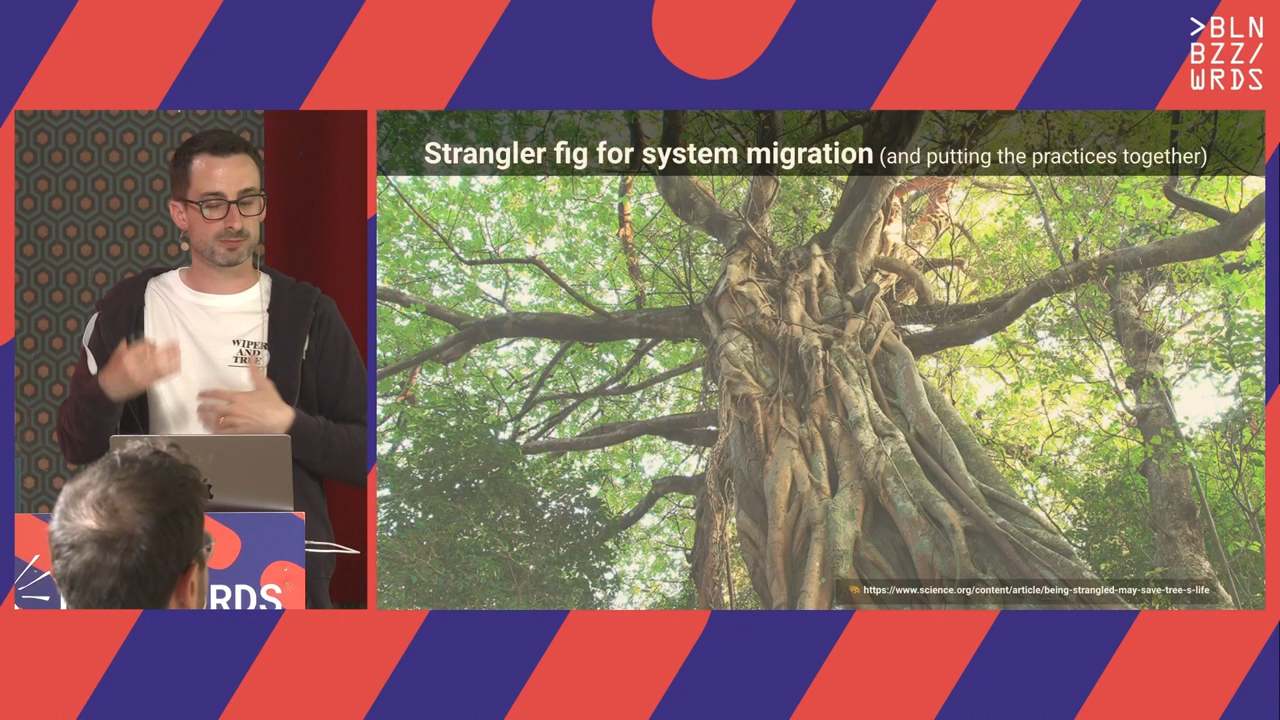 >BLN
BZZ/
WRDS
Strangler fig for system migration (and putting the practices together)
WIPER
AND
TRUE
RDS
https://www.science.org/content/article/being-strangled-may-save-tree-s-life